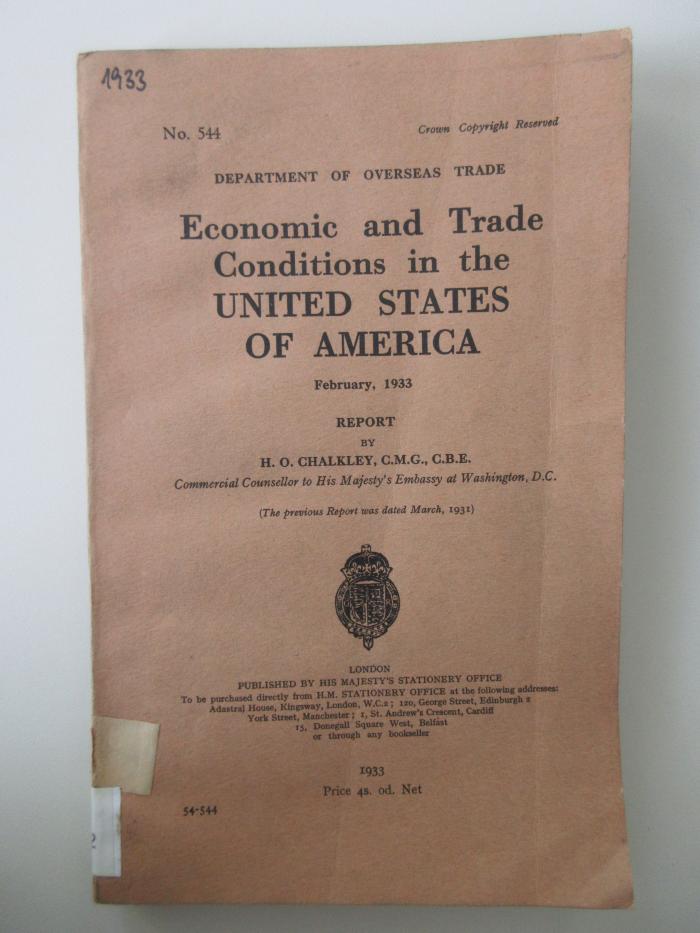 1933
No. 544
Crown Copyright Reserved
DEPARTMENT OF OVERSEAS TRADE
Economic and Trade
Conditions in the
UNITED STATES
OF AMERICA
February, 1933
REPORT
BY
H. O. CHALKLEY, C.M.G., C.B.E.
Commercial Counsellor to His Majesty's Embassy at Washington, D.C.
(The previous Report was dated March, 1931)
LONDON
PUBLISHED BY HIS MAJESTY'S STATIONERY OFFICE
To be purchased directly from H.M. STATIONERY OFFICE at the following addresses:
Adastral House, Kingsway, London, W.C.2; 120, George Street, Edinburgh 2
York Street, Manchester; 1, St. Andrew's Crescent, Cardiff
15, Donegall Square West, Belfast
or through any bookseller
1933
Price 4s. 0d. Net
54-544
2